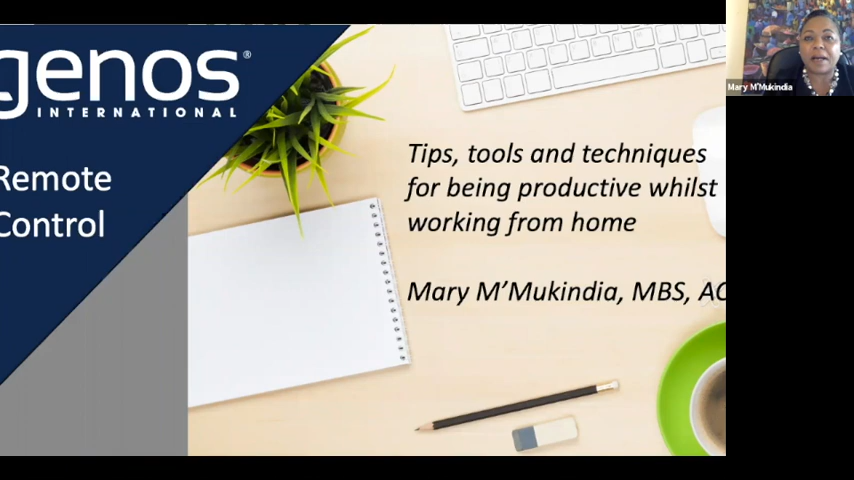 genos®
INTERNATIONAL
Remote
Control
Tips, tools and techniques
for being productive whilst
working from home
Mary M'Mukindia, MBS, AC
Mary M'Mukindia